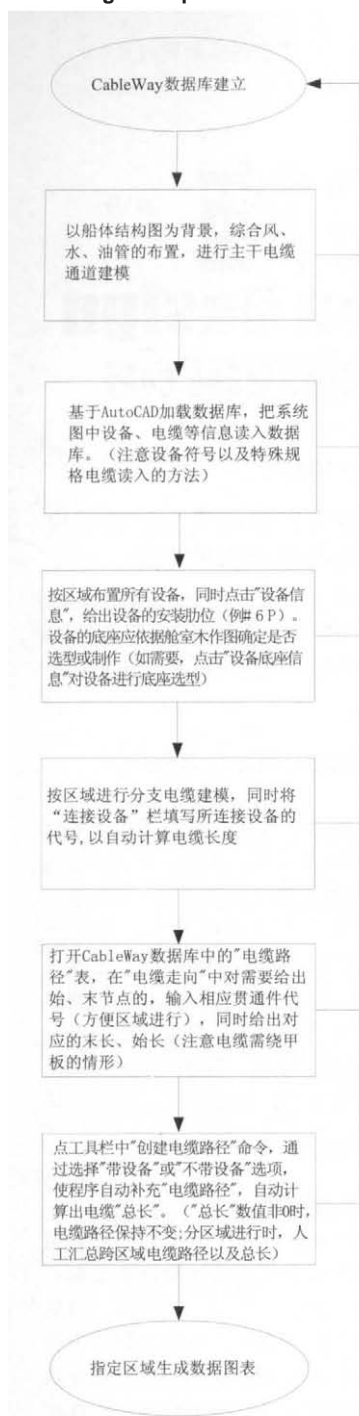 CableWay数据库建立
以船体结构图为背景，综合风、
水、油管的布置，进行主干电缆
通道建模
基于AutoCAD加载数据库，把系统
图中设备、电缆等信息读入数据
库。（注意设备符号以及特殊规
格电缆读入的方法）
按区域布置所有设备，同时点击"设备信
息"，给出设备的安装肋位（例#6P）。
设备的底座应依据舱室木作图确定是否
选型或制作（如需要，点击"设备底座信
息"对设备进行底座选型）
按区域进行分支电缆建模，同时将
“连接设备”栏填写所连接设备的
代号,以自动计算电缆长度
打开CableWay数据库中的"电缆路
径"表，在"电缆走向"中对需要给出
始、末节点的，输入相应贯通件代
号（方便区域进行），同时给出对
应的末长、始长（注意电缆需绕甲
板的情形）
点工具栏中"创建电缆路径"命令，通
过选择"带设备"或"不带设备"选项，
使程序自动补充"电缆路径"，自动计
算出电缆"总长"。（"总长"数值非0时，
电缆路径保持不变;分区域进行时，人
工汇总跨区域电缆路径以及总长）
指定区域生成数据图表